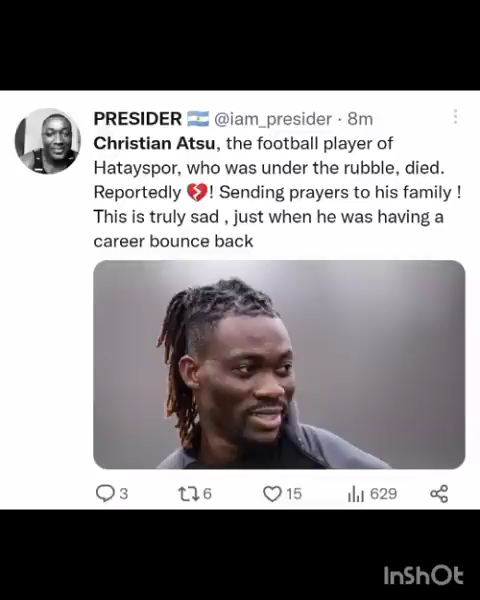 PRESIDER 🇦🇷 @iam_presider · 8m
Christian Atsu, the football player of
Hatayspor, who was under the rubble, died.
Reportedly 💔! Sending prayers to his family !
This is truly sad , just when he was having a
career bounce back
3 6 15 629
InShOt